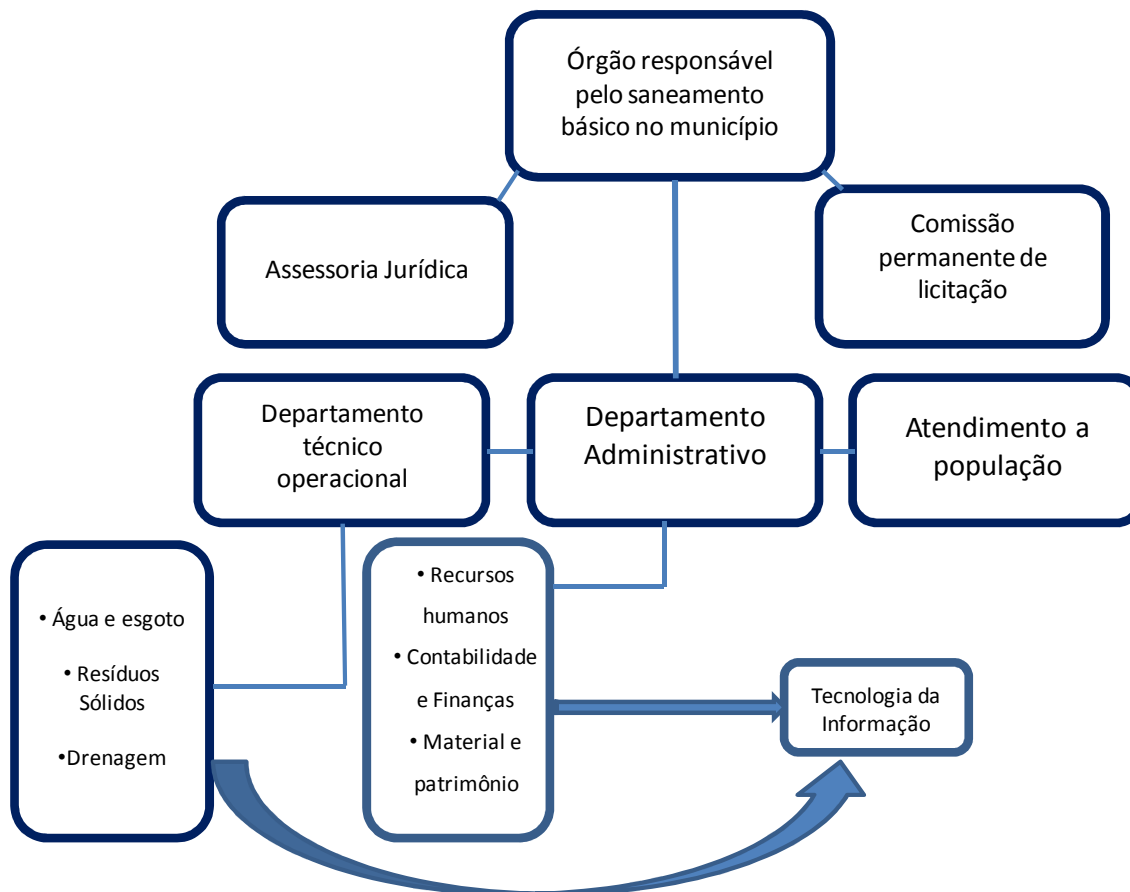 Órgão responsável
pelo saneamento
básico no município
Assessoria Jurídica
Comissão
permanente de
licitação
Departamento
técnico
operacional
Departamento
Administrativo
Atendimento a
população
• Água e esgoto
• Resíduos
Sólidos
•Drenagem
• Recursos
humanos
• Contabilidade
e Finanças
• Material e
patrimônio
Tecnologia da
Informação